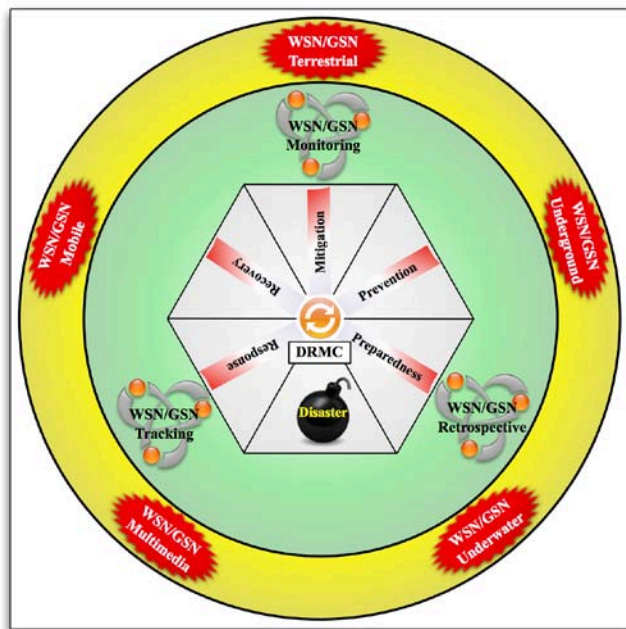 WSN/GSN
Terrestrial
WSN/GSN
Monitoring
WSN/GSN
Mobile
WSN/GSN
Underground
Mitigation
Recovery
Prevention
DRMC
Response
Preparedness
Disaster
WSN/GSN
Tracking
WSN/GSN
Retrospective
WSN/GSN
Multimedia
WSN/GSN
Underwater